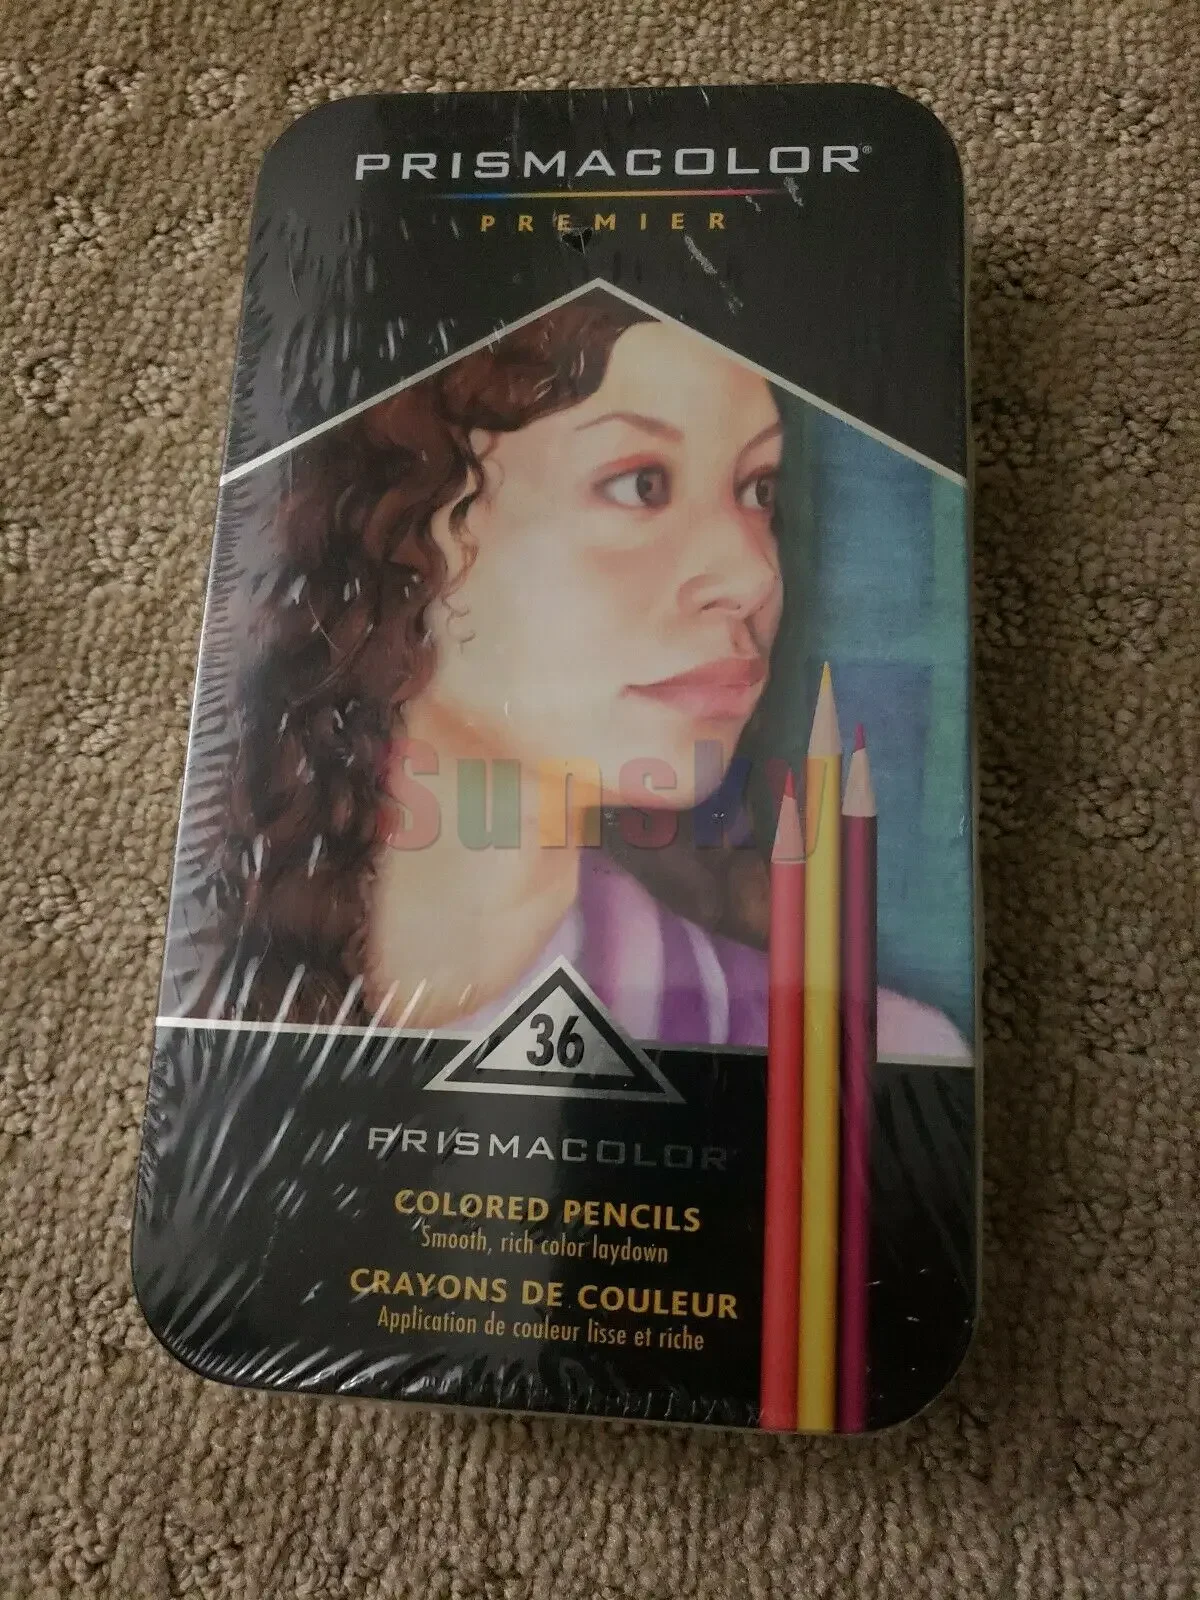 PRISMACOLOR®
PREMIER
Sunsky
36
PRISMACOLOR
COLORED PENCILS
Smooth, rich color laydown
CRAYONS DE COULEUR
Application de couleur lisse et riche